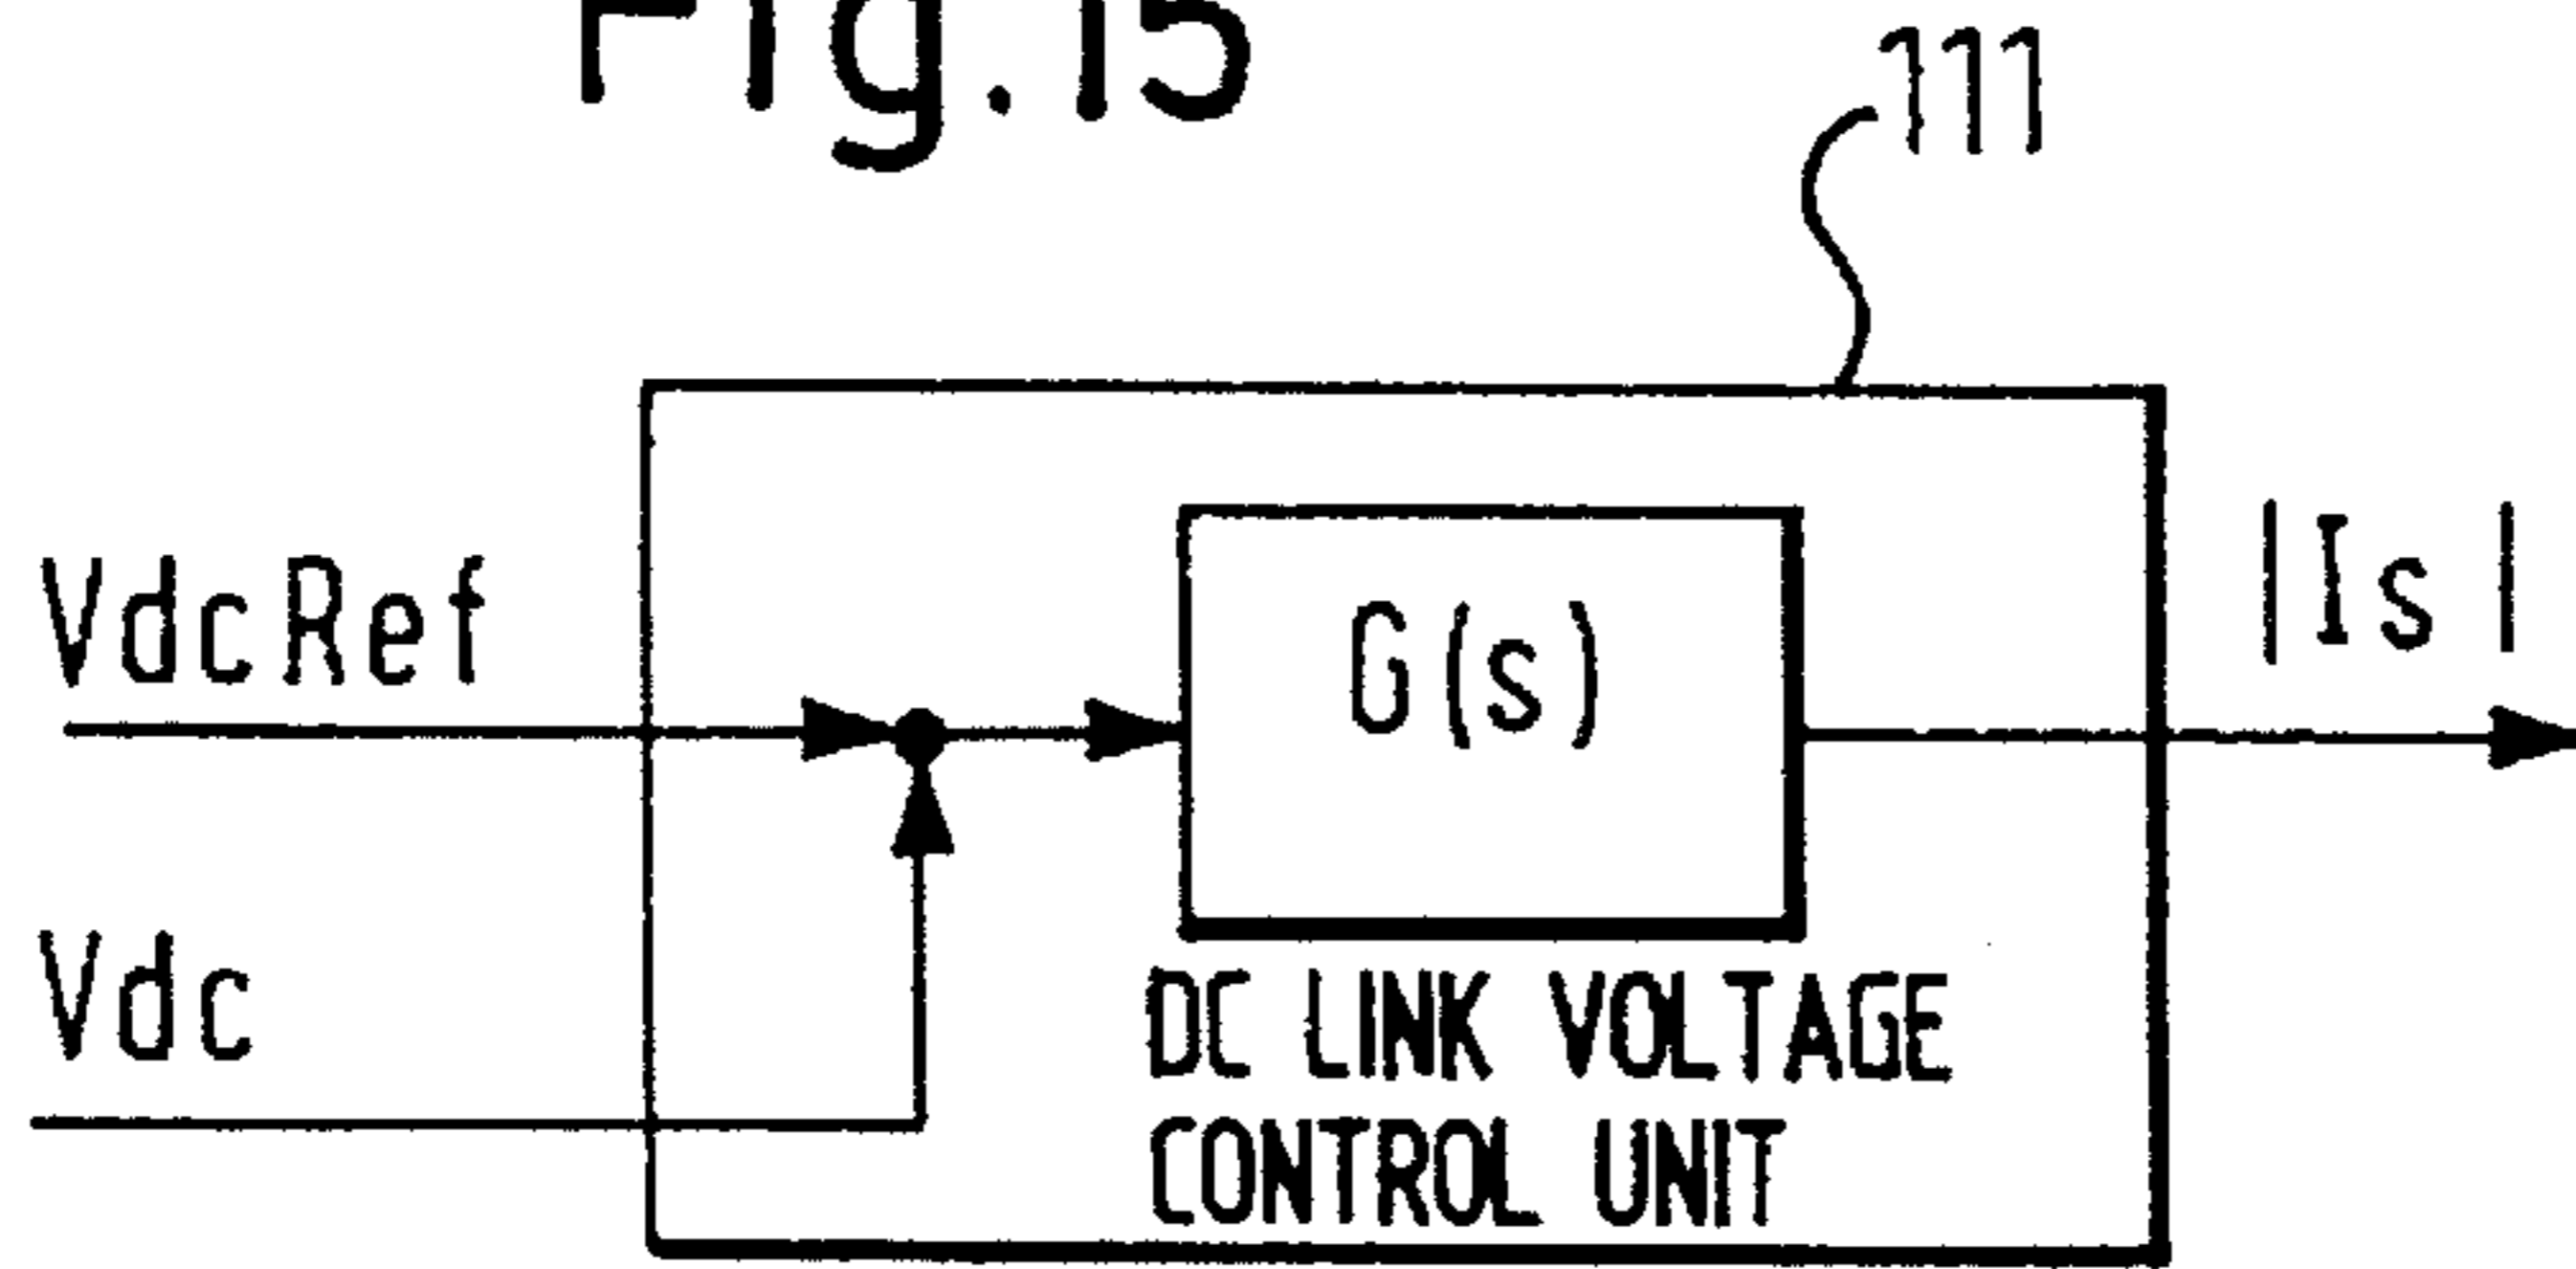 Fig.15
111
VdcRef
G(s)
|Is|
Vdc
DC LINK VOLTAGE
CONTROL UNIT